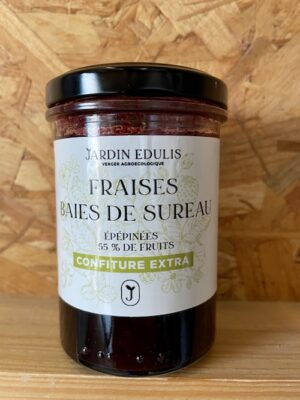 JARDIN EDULIS
VERGER AGROECOLOGIQUE
FRAISES
BAIES DE SUREAU
ÉPÉPINÉES
55 % DE FRUITS
CONFITURE EXTRA
J